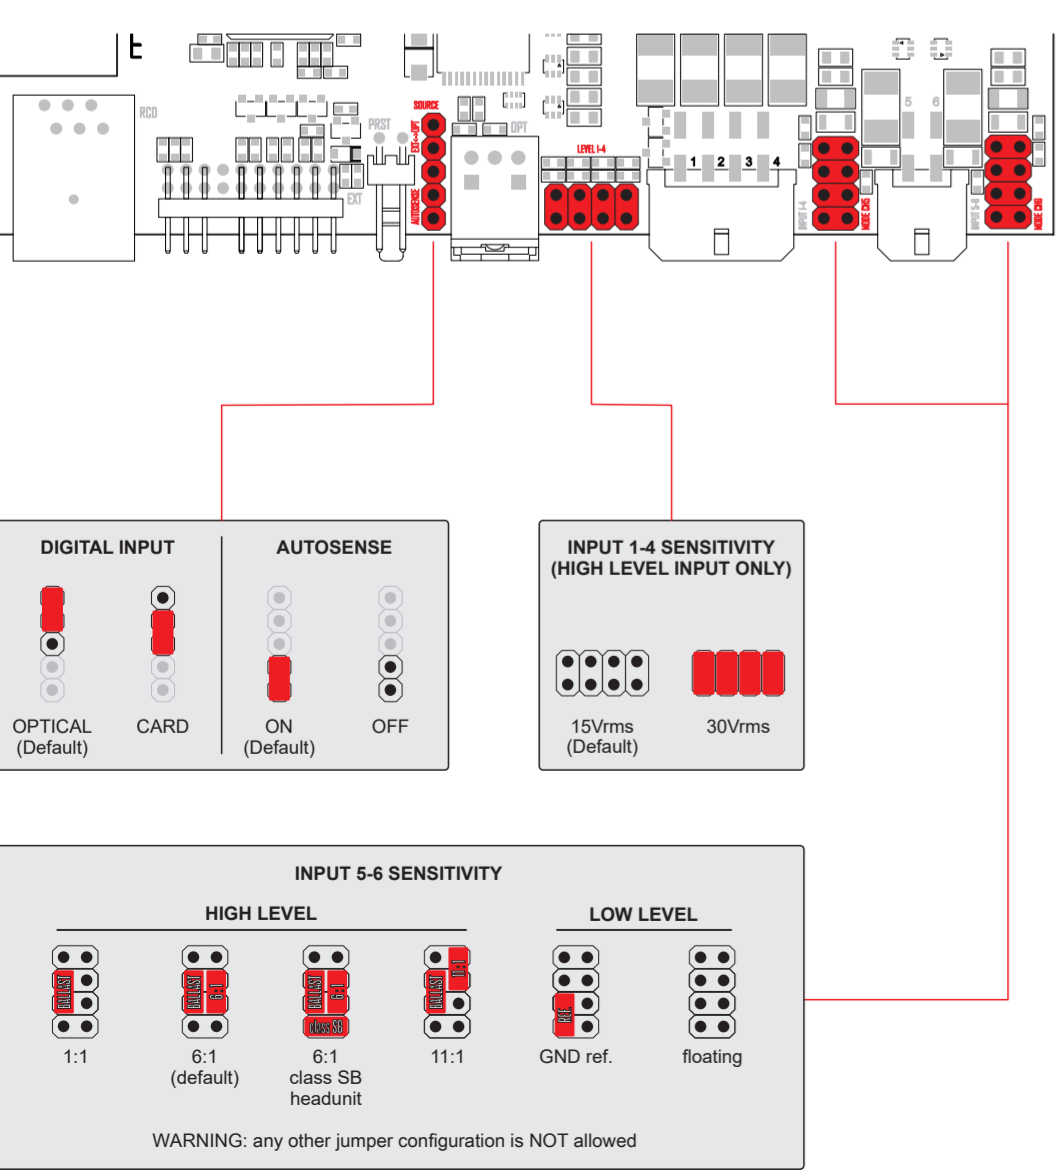 RCD
EXT
PRST
SOURCE
EXT<->OPT
AUTOSENSE
OPT
LEVEL 1-4
1 2 3 4
INPUT 1-4
MODE CH5
5 6
INPUT 5-6
MODE CH6
DIGITAL INPUT
AUTOSENSE
OPTICAL
(Default)
CARD
ON
(Default)
OFF
INPUT 1-4 SENSITIVITY
(HIGH LEVEL INPUT ONLY)
15Vrms
(Default)
30Vrms
INPUT 5-6 SENSITIVITY
HIGH LEVEL
LOW LEVEL
BALLAST
BALLAST
6:1
BALLAST
6:1
class SB
BALLAST
11:1
REF.
1:1
6:1
(default)
6:1
class SB
headunit
11:1
GND ref.
floating
WARNING: any other jumper configuration is NOT allowed